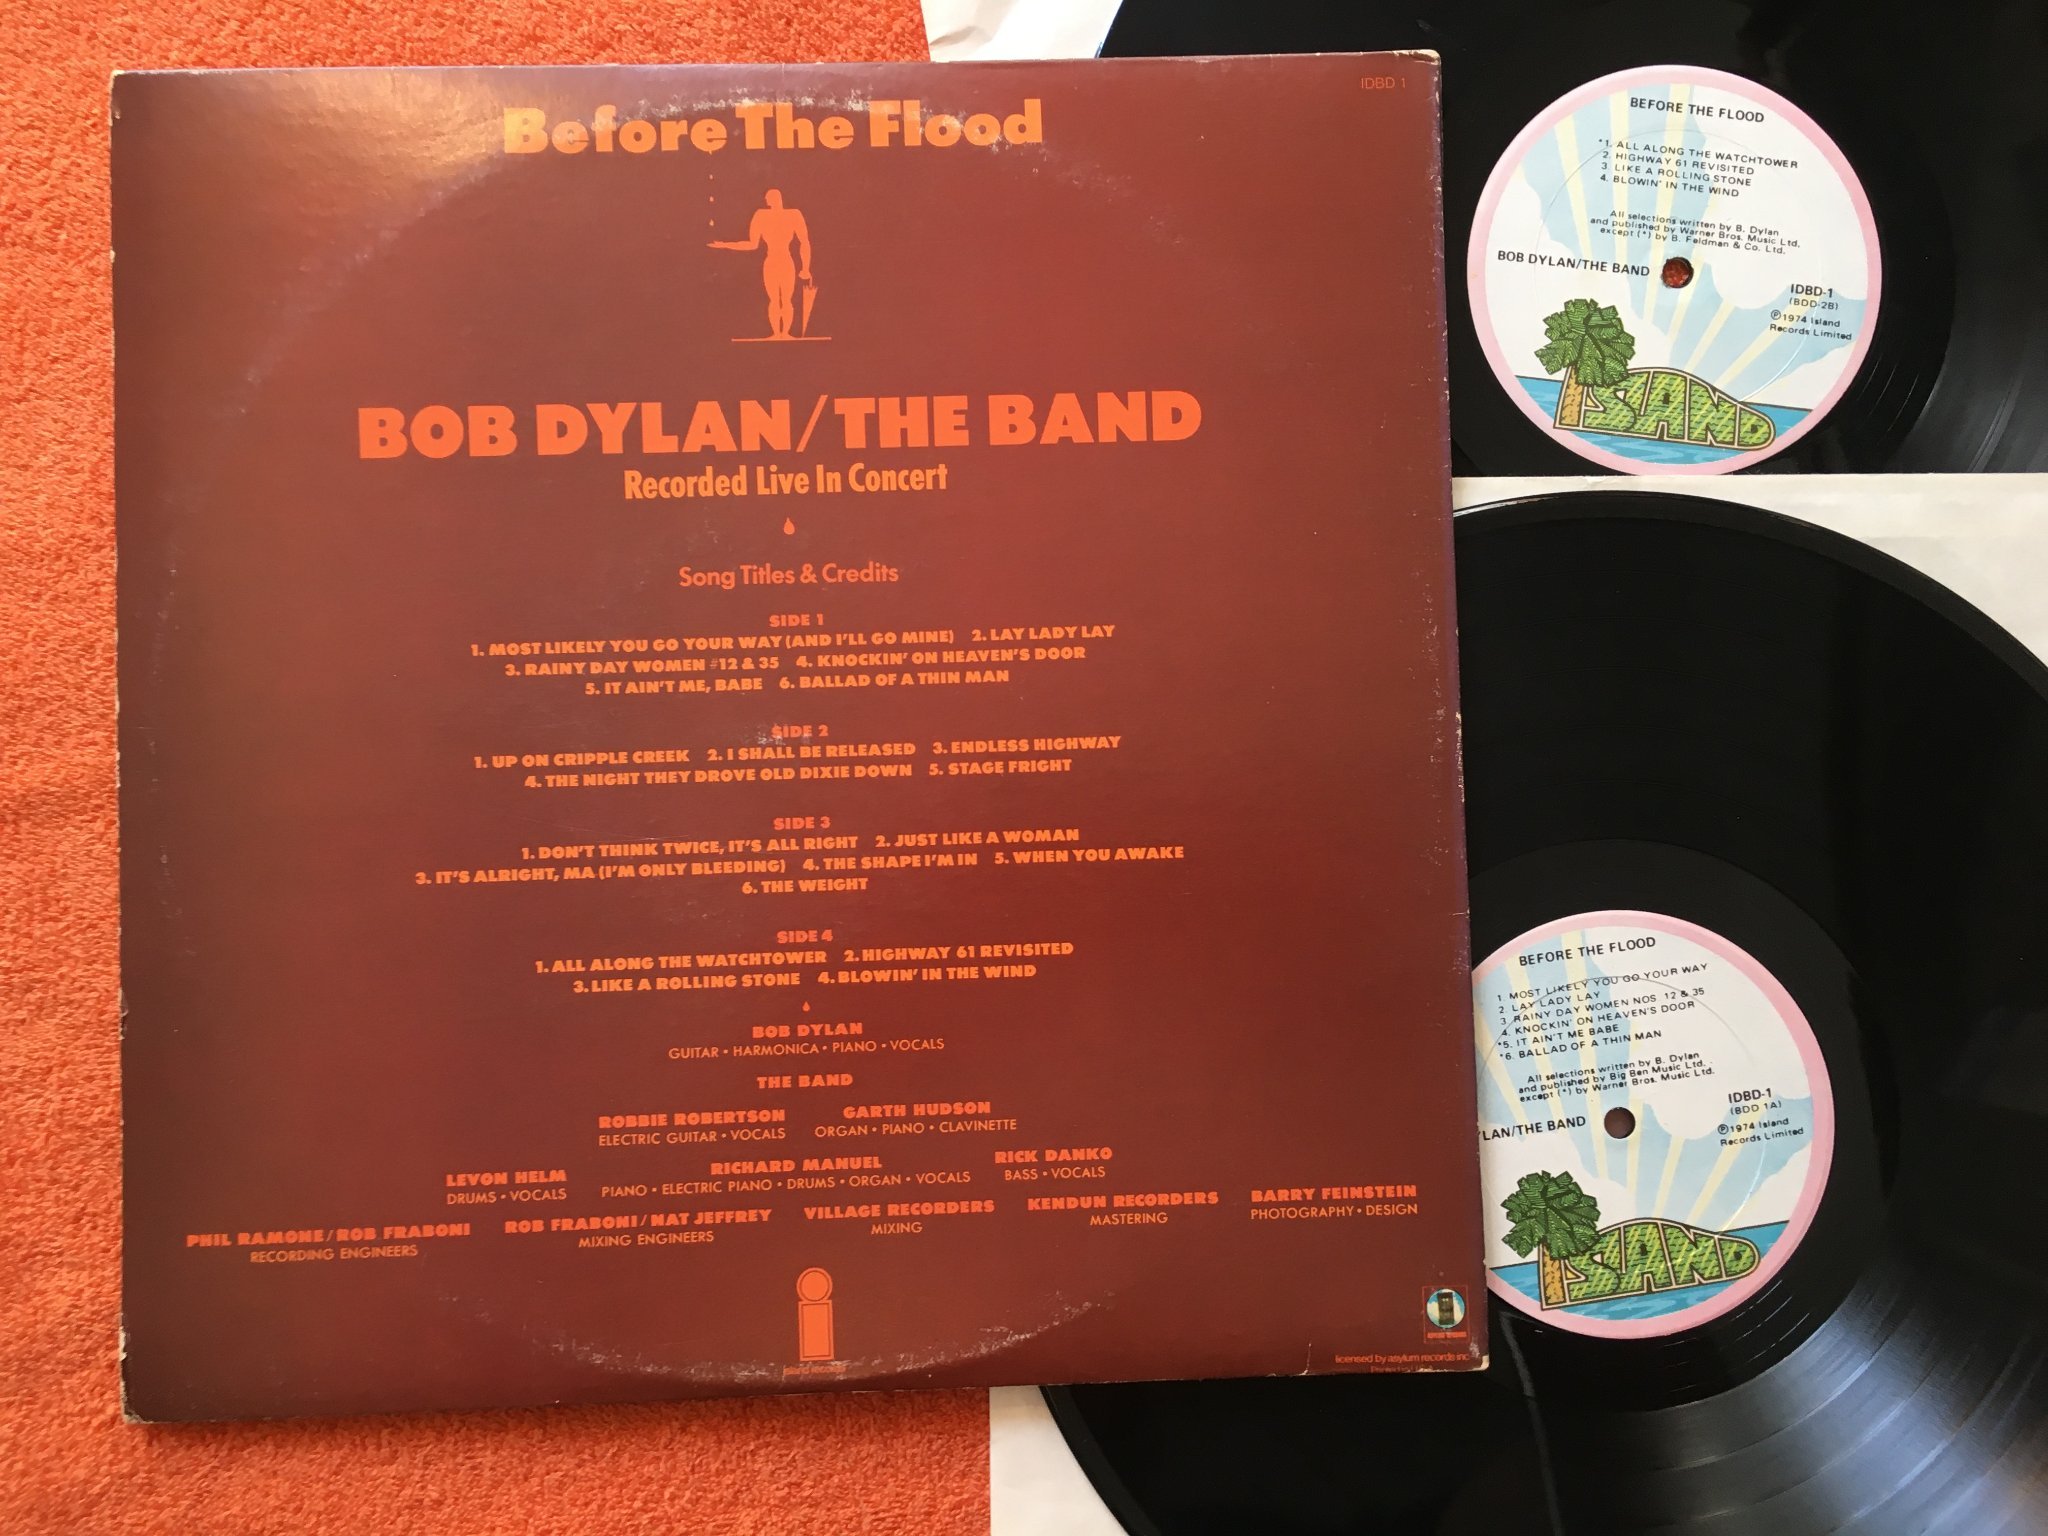 IDBD 1
Before The Flood
BOB DYLAN/THE BAND
Recorded Live In Concert
Song Titles & Credits
SIDE 1
1. MOST LIKELY YOU GO YOUR WAY (AND I'LL GO MINE) 2. LAY LADY LAY
3. RAINY DAY WOMEN #12 & 35 4. KNOCKIN' ON HEAVEN'S DOOR
5. IT AIN'T ME, BABE 6. BALLAD OF A THIN MAN
SIDE 2
1. UP ON CRIPPLE CREEK 2. I SHALL BE RELEASED 3. ENDLESS HIGHWAY
4. THE NIGHT THEY DROVE OLD DIXIE DOWN 5. STAGE FRIGHT
SIDE 3
1. DON'T THINK TWICE, IT'S ALL RIGHT 2. JUST LIKE A WOMAN
3. IT'S ALRIGHT, MA (I'M ONLY BLEEDING) 4. THE SHAPE I'M IN 5. WHEN YOU AWAKE
6. THE WEIGHT
SIDE 4
1. ALL ALONG THE WATCHTOWER 2. HIGHWAY 61 REVISITED
3. LIKE A ROLLING STONE 4. BLOWIN' IN THE WIND
BOB DYLAN
GUITAR • HARMONICA • PIANO • VOCALS
THE BAND
ROBBIE ROBERTSON
ELECTRIC GUITAR • VOCALS
GARTH HUDSON
ORGAN • PIANO • CLAVINETTE
LEVON HELM
DRUMS • VOCALS
RICHARD MANUEL
PIANO • ELECTRIC PIANO • DRUMS • ORGAN • VOCALS
RICK DANKO
BASS • VOCALS
PHIL RAMONE/ROB FRABONI
RECORDING ENGINEERS
ROB FRABONI/NAT JEFFREY
MIXING ENGINEERS
VILLAGE RECORDERS
MIXING
KENDUN RECORDERS
MASTERING
BARRY FEINSTEIN
PHOTOGRAPHY • DESIGN
ASYLUM RECORDS
licensed by asylum records inc
BEFORE THE FLOOD
*1. ALL ALONG THE WATCHTOWER
2. HIGHWAY 61 REVISITED
3. LIKE A ROLLING STONE
4. BLOWIN' IN THE WIND
All selections written by B. Dylan
and published by Warner Bros. Music Ltd.
except (*) by B. Feldman & Co. Ltd.
BOB DYLAN/THE BAND
IDBD-1
(BDD-2B)
℗1974 Island
Records Limited
ISLAND
BEFORE THE FLOOD
1. MOST LIKELY YOU GO YOUR WAY
2. LAY LADY LAY
3. RAINY DAY WOMEN NOS 12 & 35
4. KNOCKIN' ON HEAVEN'S DOOR
*5. IT AIN'T ME BABE
*6. BALLAD OF A THIN MAN
All selections written by B. Dylan
and published by Big Ben Music Ltd.
except (*) by Warner Bros. Music Ltd.
YLAN/THE BAND
IDBD-1
(BDD 1A)
℗1974 Island
Records Limited
ISLAND